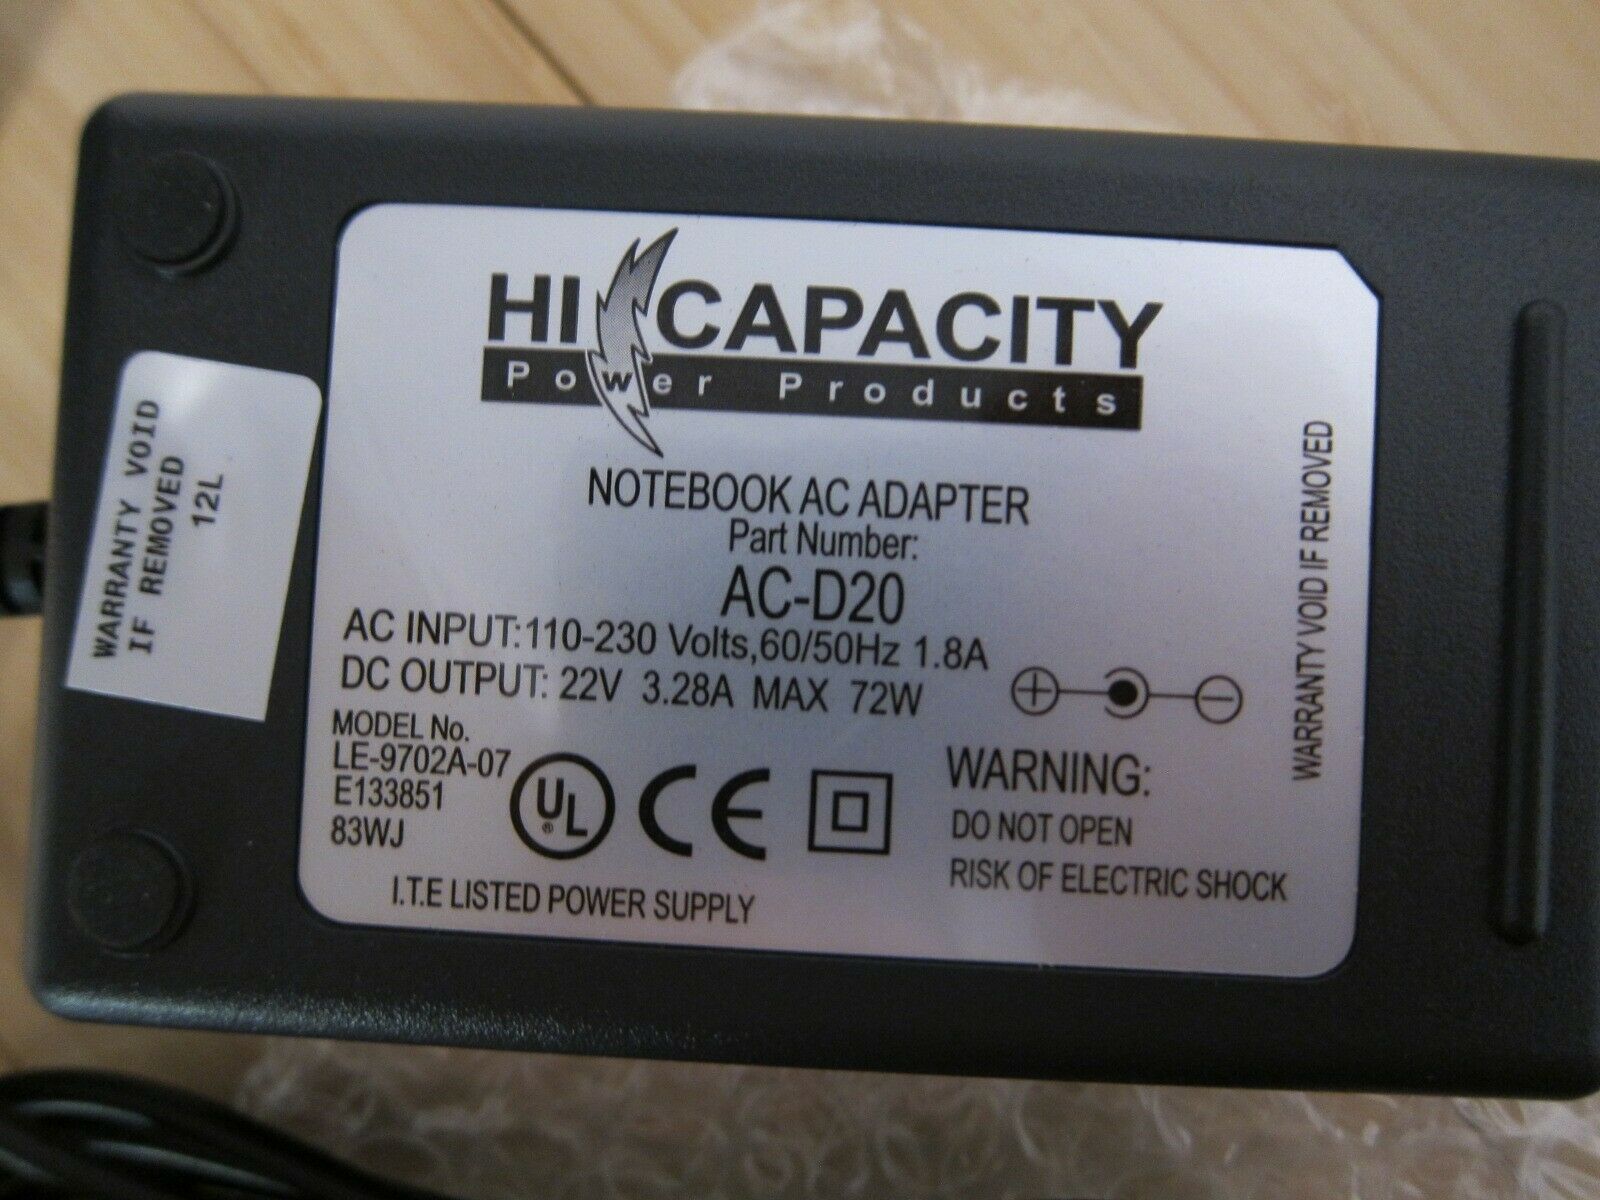 HI CAPACITY
Power Products
NOTEBOOK AC ADAPTER
Part Number:
AC-D20
AC INPUT:110-230 Volts,60/50Hz 1.8A
DC OUTPUT: 22V 3.28A MAX 72W
MODEL No.
LE-9702A-07
E133851
83WJ
UL®
CE
I.T.E LISTED POWER SUPPLY
WARNING:
DO NOT OPEN
RISK OF ELECTRIC SHOCK
WARRANTY VOID IF REMOVED
WARRANTY VOID
IF REMOVED
12L